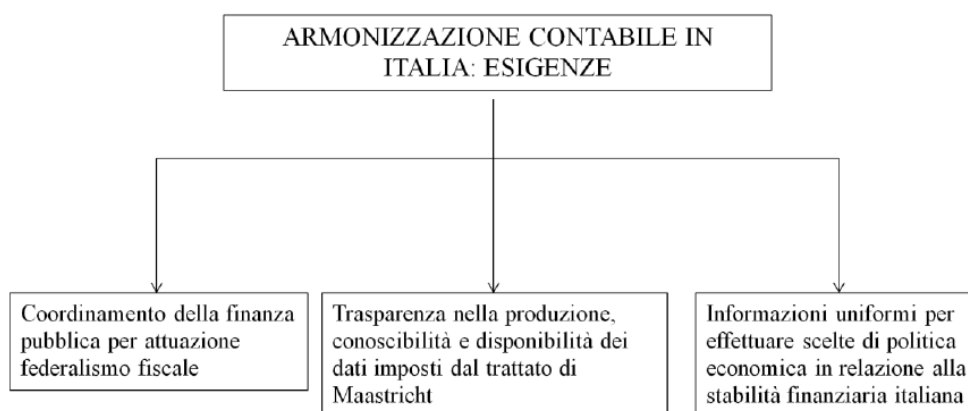 ARMONIZZAZIONE CONTABILE IN
ITALIA: ESIGENZE
Coordinamento della finanza
pubblica per attuazione
federalismo fiscale
Trasparenza nella produzione,
conoscibilità e disponibilità dei
dati imposti dal trattato di
Maastricht
Informazioni uniformi per
effettuare scelte di politica
economica in relazione alla
stabilità finanziaria italiana